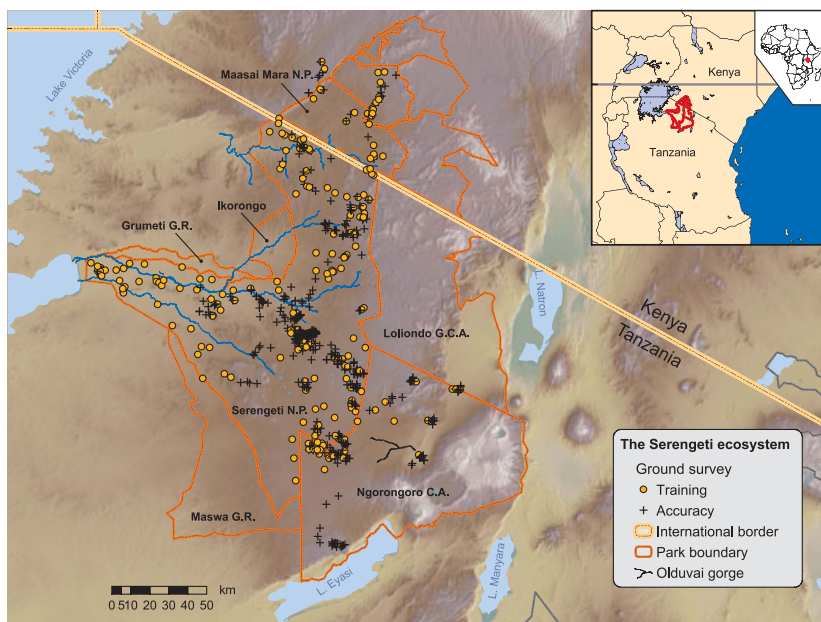 Lake Victoria
Maasai Mara N.P.
Ikorongo
Grumeti G.R.
Loliondo G.C.A.
Serengeti N.P.
Ngorongoro C.A.
Maswa G.R.
L. Natron
L. Eyasi
L. Manyara
Kenya
Tanzania
Kenya
Tanzania
The Serengeti ecosystem
Ground survey
Training
Accuracy
International border
Park boundary
Olduvai gorge
km
0 5 10 20 30 40 50